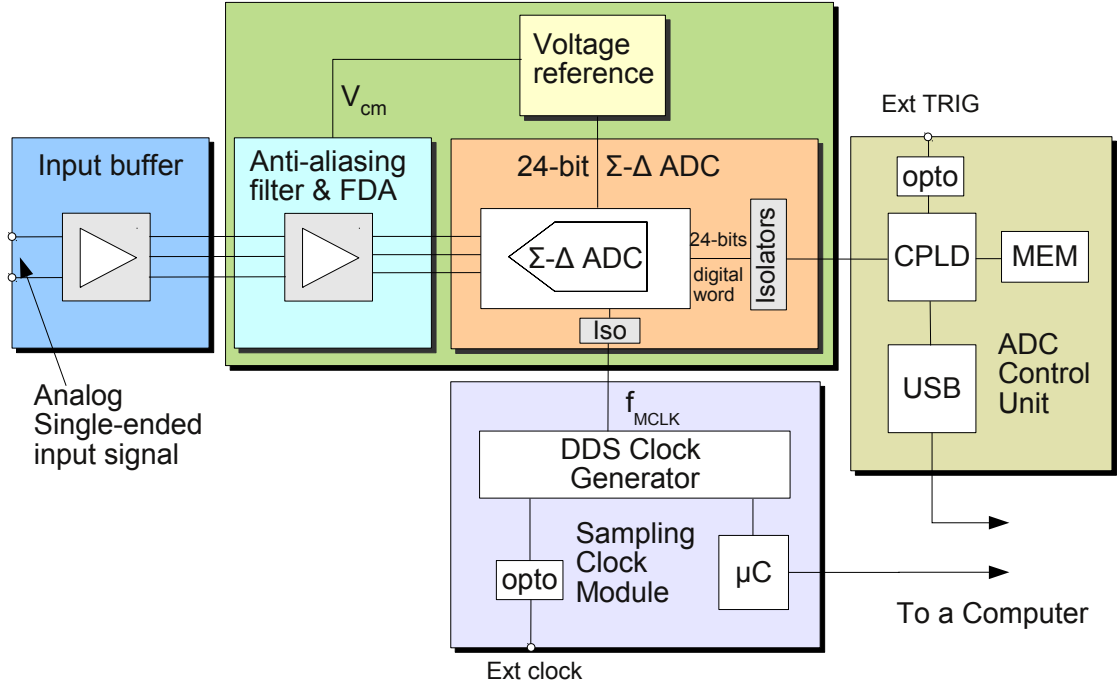 Voltage
reference
V cm
Ext TRIG
Input buffer
Anti-aliasing
filter & FDA
24-bit Σ-Δ ADC
opto
Σ-Δ ADC
24-bits
digital
word
Isolators
CPLD
MEM
Iso
ADC
Control
Unit
USB
Analog
Single-ended
input signal
f MCLK
DDS Clock
Generator
Sampling
Clock
Module
opto
µC
To a Computer
Ext clock